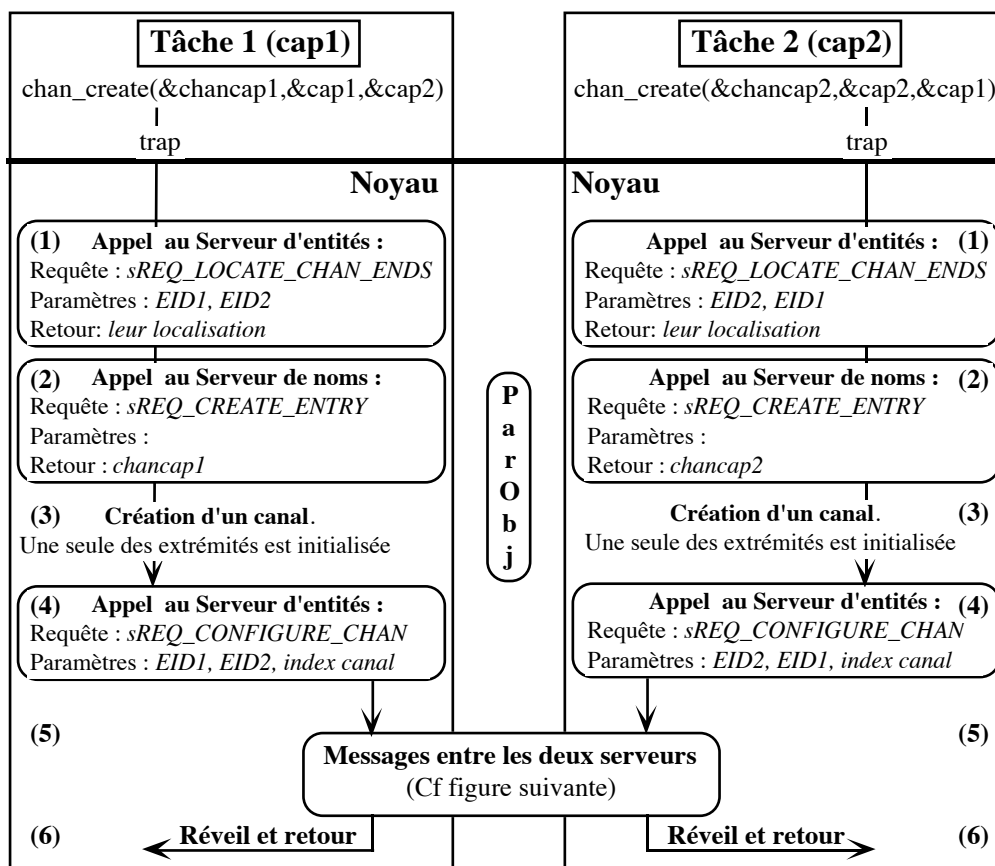 Tâche 1 (cap1)
chan_create(&chancap1,&cap1,&cap2)
trap
Noyau
(1) Appel au Serveur d'entités :
Requête : sREQ_LOCATE_CHAN_ENDS
Paramètres : EID1, EID2
Retour: leur localisation
(2) Appel au Serveur de noms :
Requête : sREQ_CREATE_ENTRY
Paramètres :
Retour : chancap1
(3) Création d'un canal.
Une seule des extrémités est initialisée
(4) Appel au Serveur d'entités :
Requête : sREQ_CONFIGURE_CHAN
Paramètres : EID1, EID2, index canal
(5)
(6) Réveil et retour
ParObj
Tâche 2 (cap2)
chan_create(&chancap2,&cap2,&cap1)
trap
Noyau
Appel au Serveur d'entités : (1)
Requête : sREQ_LOCATE_CHAN_ENDS
Paramètres : EID2, EID1
Retour: leur localisation
Appel au Serveur de noms : (2)
Requête : sREQ_CREATE_ENTRY
Paramètres :
Retour : chancap2
Création d'un canal. (3)
Une seule des extrémités est initialisée
Appel au Serveur d'entités : (4)
Requête : sREQ_CONFIGURE_CHAN
Paramètres : EID2, EID1, index canal
(5)
Messages entre les deux serveurs
(Cf figure suivante)
Réveil et retour (6)